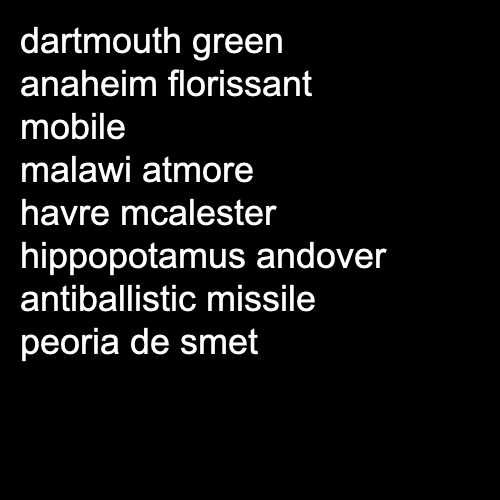 dartmouth green
anaheim florissant
mobile
malawi atmore
havre mcalester
hippopotamus andover
antiballistic missile
peoria de smet